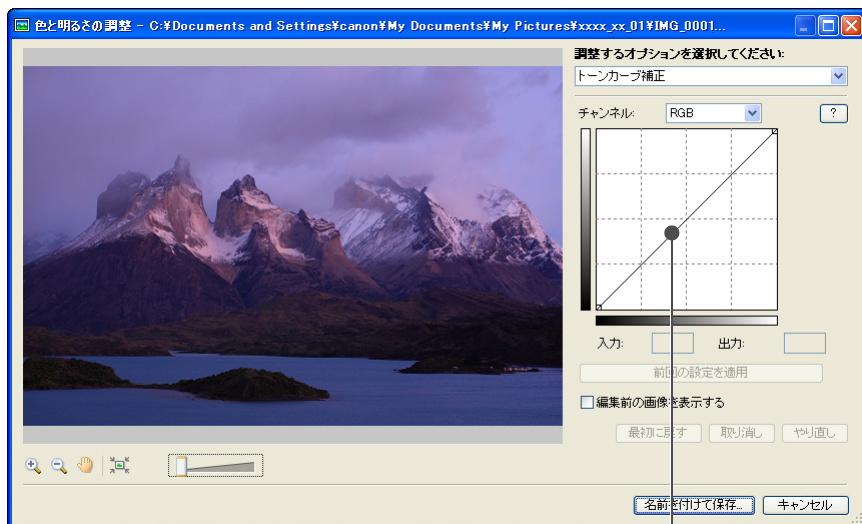 色と明るさの調整 - C:¥Documents and Settings¥canon¥My Documents¥My Pictures¥xxxx_xx_01¥IMG_0001...
調整するオプションを選択してください:
トーンカーブ補正
チャンネル: RGB ?
入力: 出力:
前回の設定を適用
編集前の画像を表示する
最初に戻す 取り消し やり直し
名前を付けて保存... キャンセル